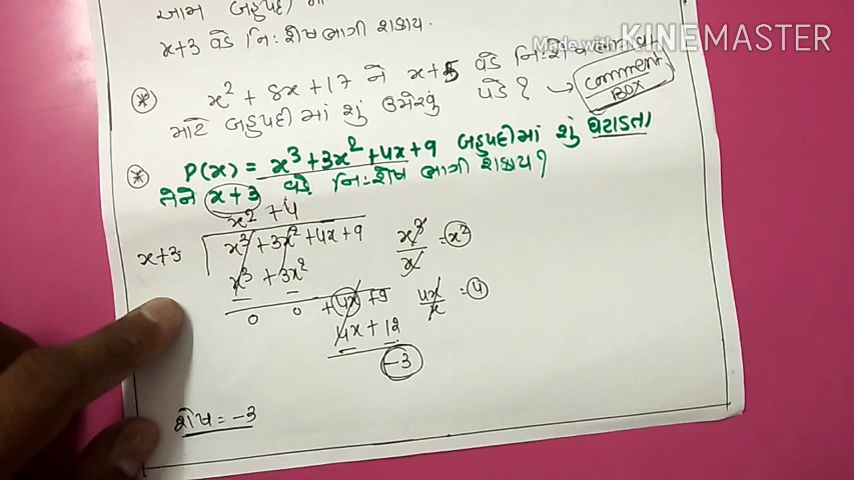 x+3 વડે નિઃશેષ ભાગી શકાય.
Made with KINEMASTER
* x² + 8x + 17 ને x+5 વડે
માટે બહુપદીમાં શું ઉમેરવું પડે? → comment BOX
* P(x) = x³+3x²+4x+9 બહુપદીમાં શું ઘટાડતા
તેને x+3 વડે નિઃશેષ ભાગી શકાય?
x² + 4
x+3 x³ + 3x² + 4x + 9 x³/x = x²
x³ + 3x²
0 0 + 4x + 9 4x/x = 4
4x + 12
-3
શેષ = -3